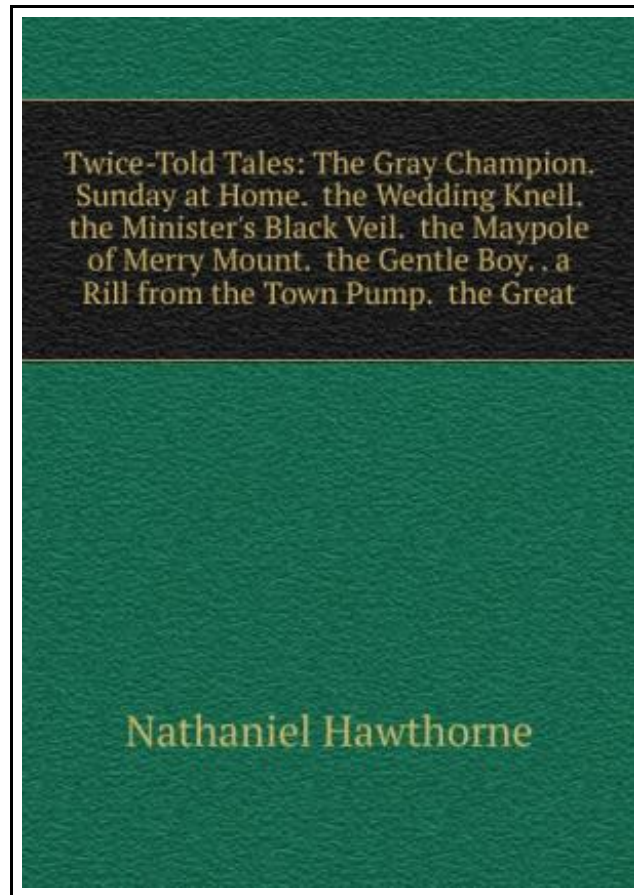 Twice-Told Tales: The Gray Champion.
Sunday at Home.  the Wedding Knell.
the Minister's Black Veil.  the Maypole
of Merry Mount.  the Gentle Boy. . a
Rill from the Town Pump.  the Great
Nathaniel Hawthorne